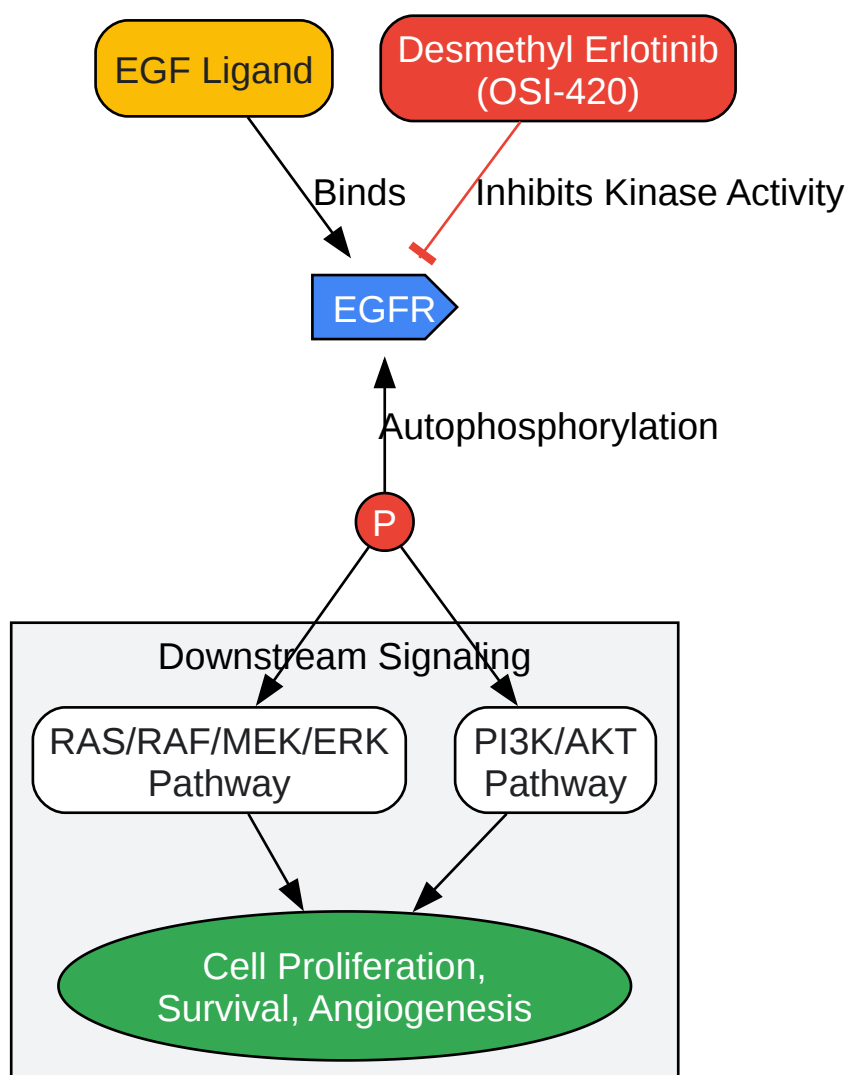 EGF Ligand
Desmethyl Erlotinib
(OSI-420)
Binds
Inhibits Kinase Activity
EGFR
Autophosphorylation
P
Downstream Signaling
RAS/RAF/MEK/ERK
Pathway
PI3K/AKT
Pathway
Cell Proliferation,
Survival, Angiogenesis